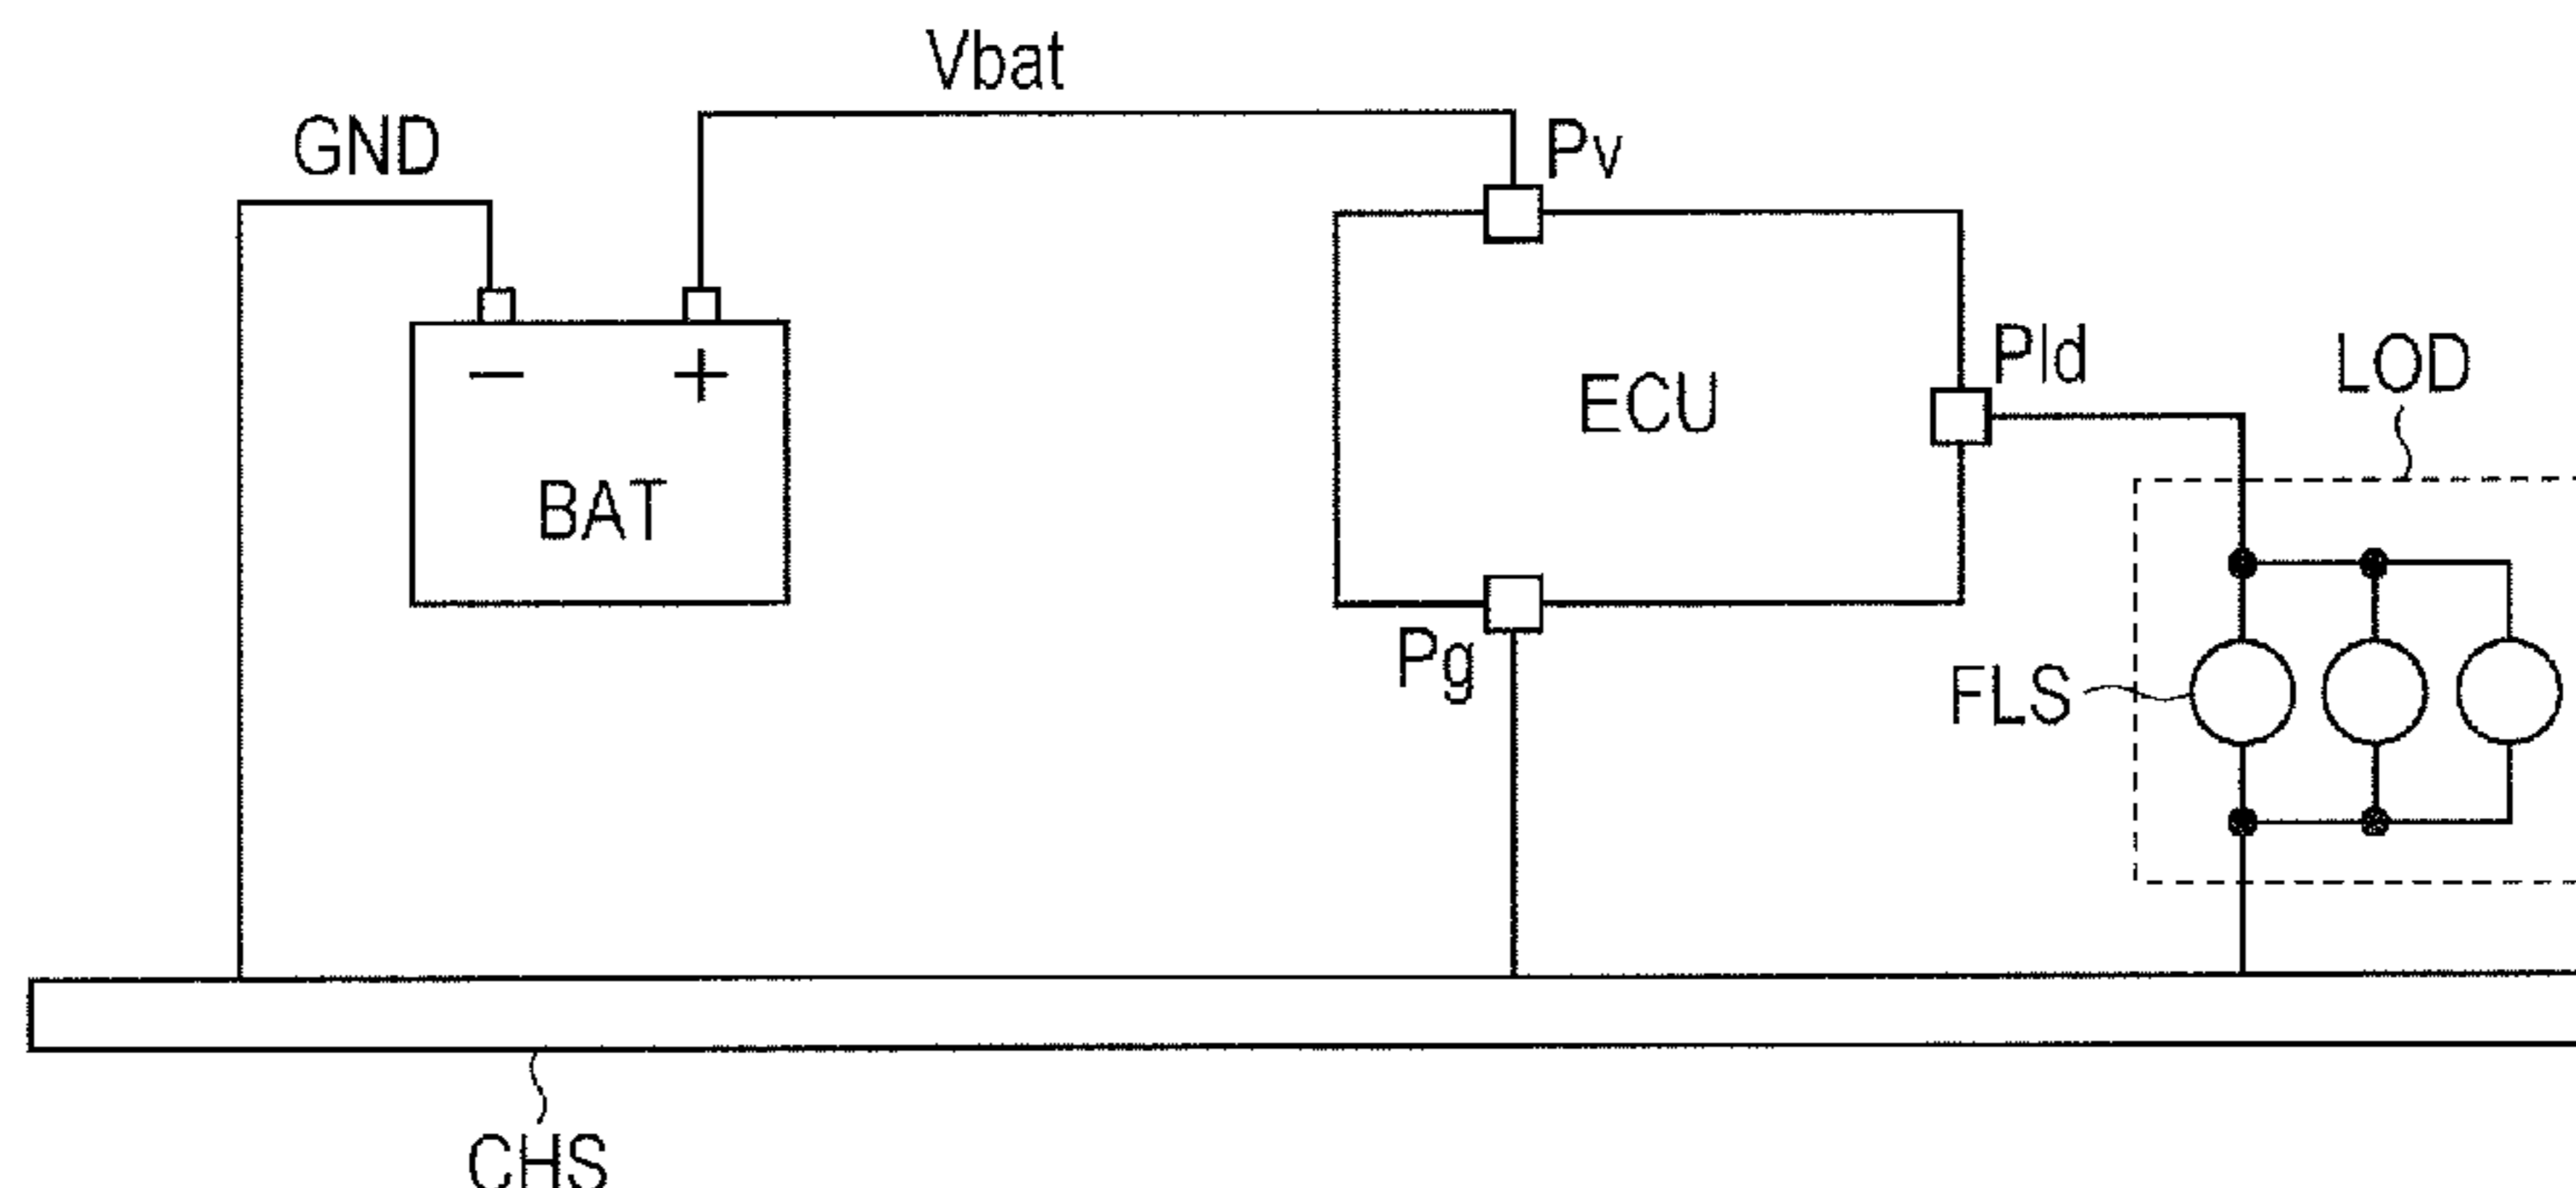 Vbat
GND
Pv
Pld
LOD
ECU
− +
BAT
Pg
FLS
CHS